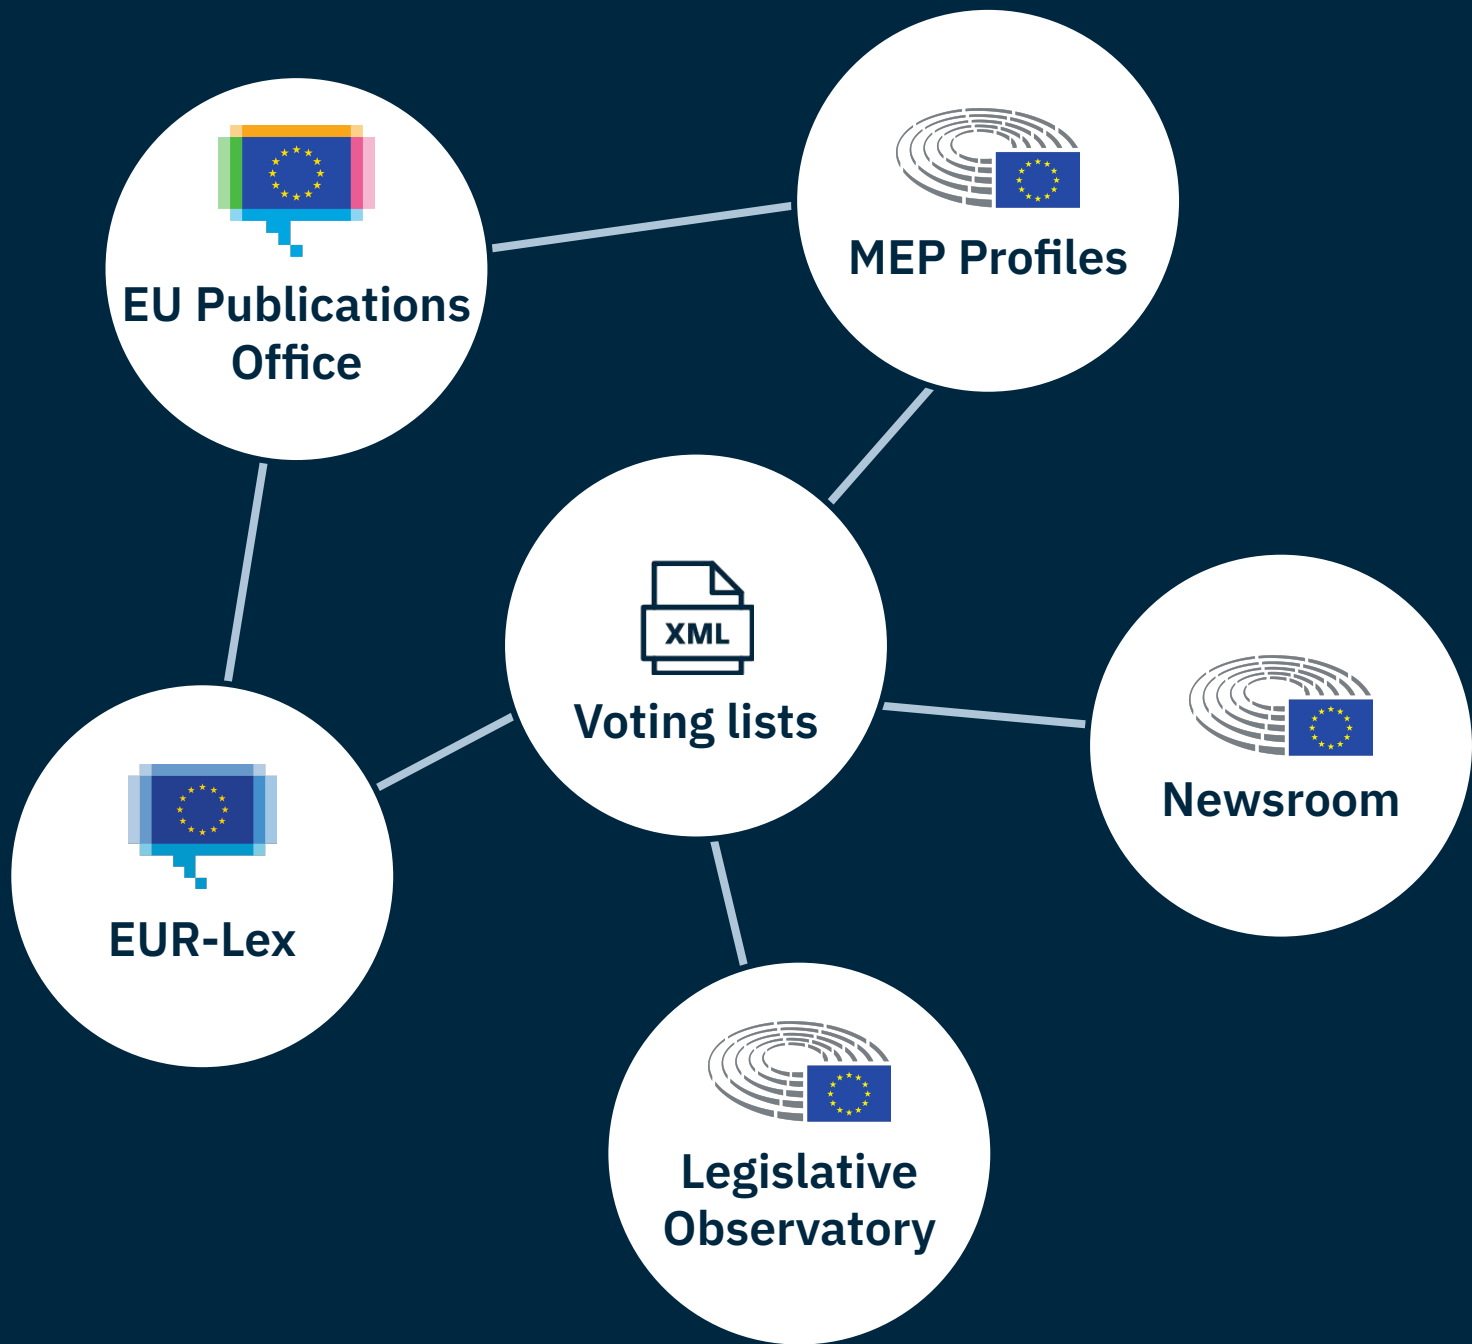 EU Publications
Office
MEP Profiles
XML
Voting lists
Newsroom
EUR-Lex
Legislative
Observatory